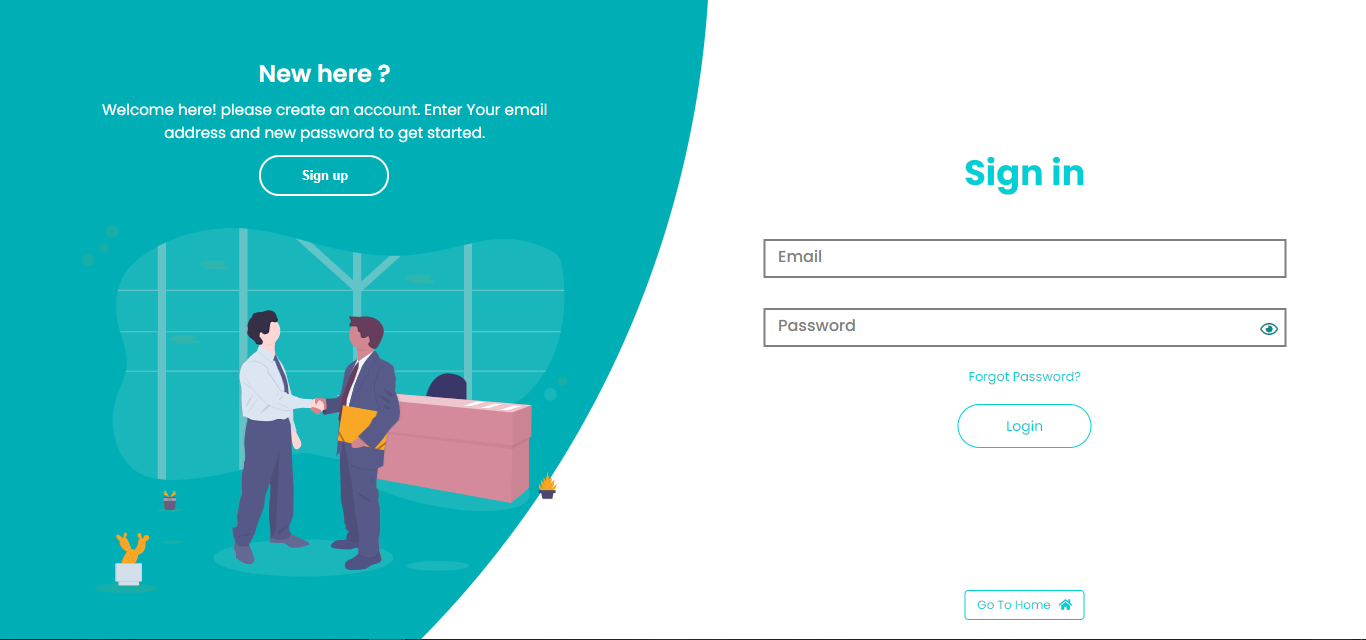 New here ?
Welcome here! please create an account. Enter Your email
address and new password to get started.
Sign up
Sign in
Email
Password
Forgot Password?
Login
Go To Home